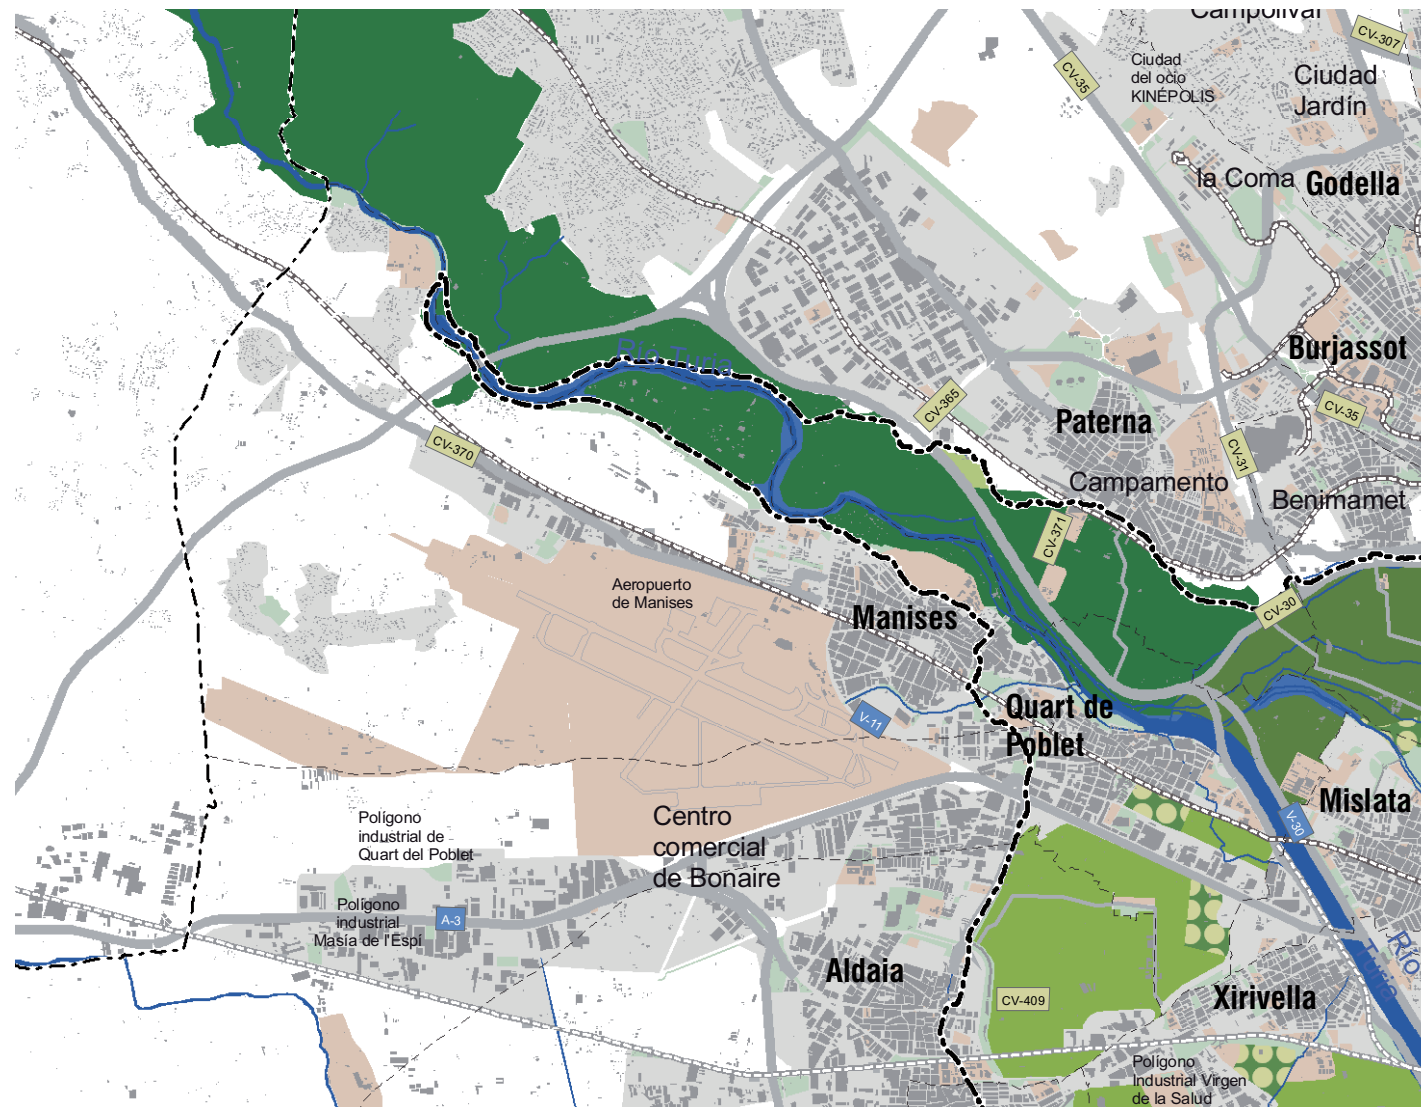 Campolivar
CV-307
Ciudad
del ocio
KINÉPOLIS
CV-35
Ciudad
Jardín
la Coma
Godella
Río Turia
Burjassot
CV-365
CV-35
Paterna
CV-370
CV-31
Campamento
Benimamet
CV-371
Aeropuerto
de Manises
Manises
CV-30
V-11
Quart de
Poblet
Mislata
Polígono
industrial de
Quart del Poblet
Centro
comercial
de Bonaire
V-30
Polígono
industrial
Masía de l'Espí
A-3
Río
Turia
Aldaia
CV-409
Xirivella
Polígono
Industrial Virgen
de la Salud